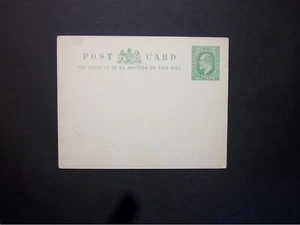 POST CARD
THE ADDRESS TO BE WRITTEN ON THIS SIDE.